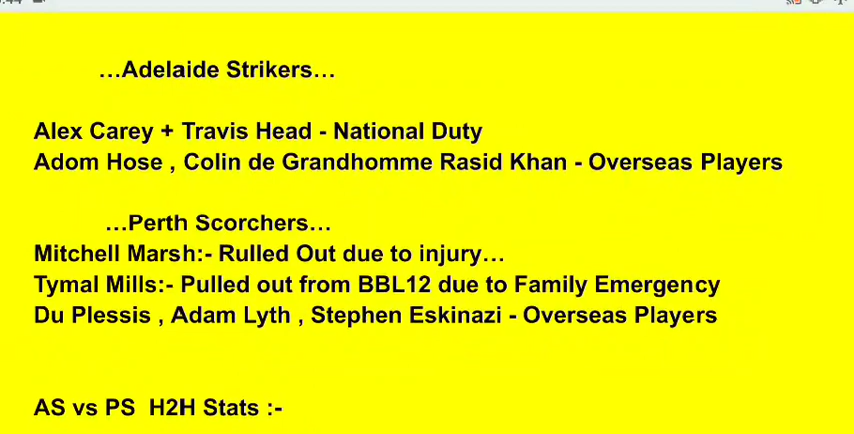 ...Adelaide Strikers...
Alex Carey + Travis Head - National Duty
Adom Hose , Colin de Grandhomme Rasid Khan - Overseas Players
...Perth Scorchers...
Mitchell Marsh:- Rulled Out due to injury...
Tymal Mills:- Pulled out from BBL12 due to Family Emergency
Du Plessis , Adam Lyth , Stephen Eskinazi - Overseas Players
AS vs PS H2H Stats :-